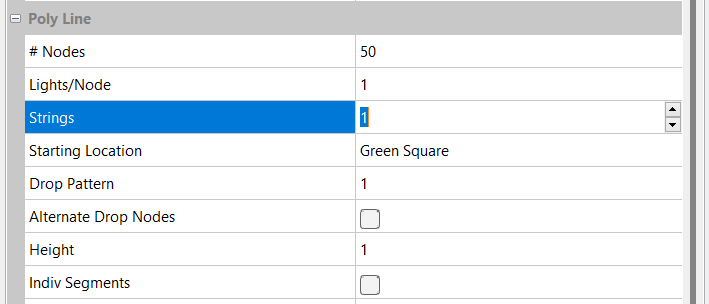 Poly Line
# Nodes 50
Lights/Node 1
Strings 1
Starting Location Green Square
Drop Pattern 1
Alternate Drop Nodes
Height 1
Indiv Segments